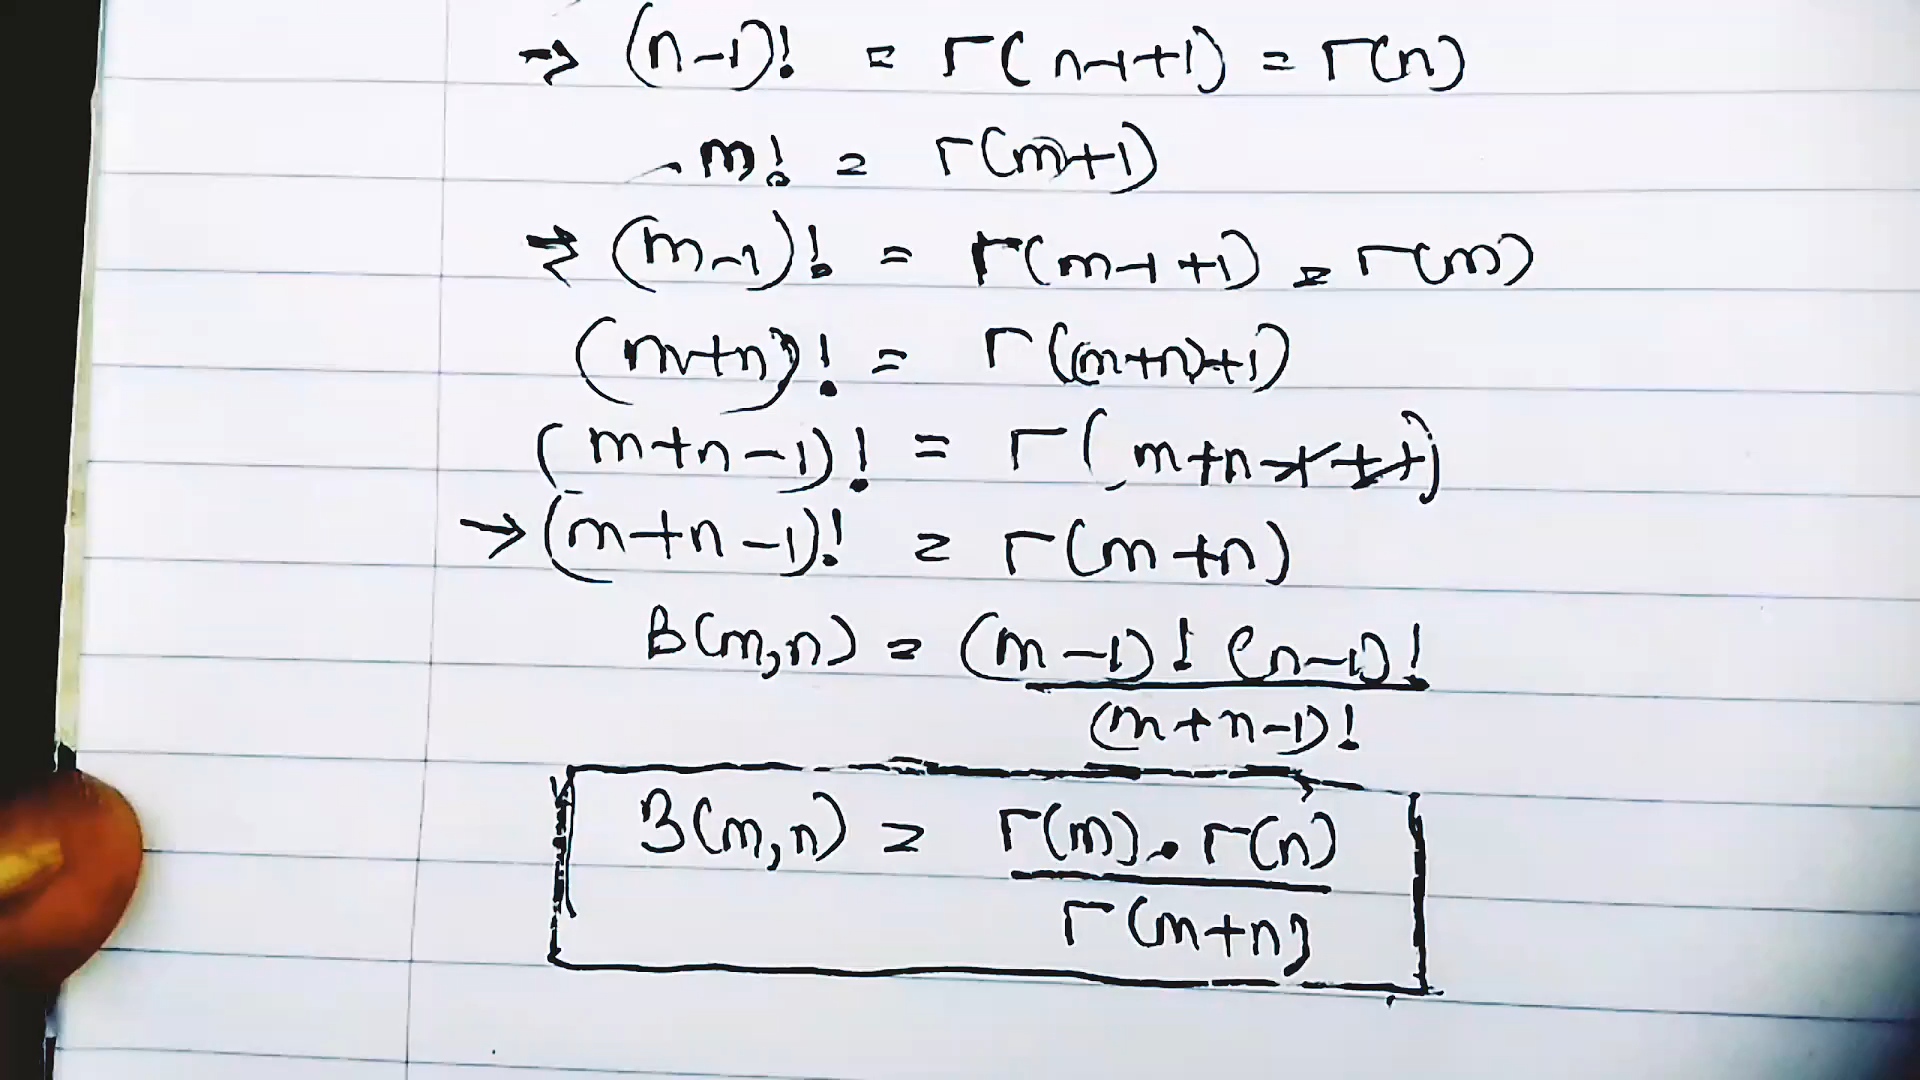 → (n-1)! = Γ(n-1+1) = Γ(n)
m! = Γ(m+1)
→ (m-1)! = Γ(m-1+1) = Γ(m)
(m+n)! = Γ((m+n)+1)
(m+n-1)! = Γ(m+n-1+1)
→ (m+n-1)! = Γ(m+n)
B(m,n) = (m-1)! (n-1)!
(m+n-1)!
B(m,n) = Γ(m).Γ(n)
Γ(m+n)